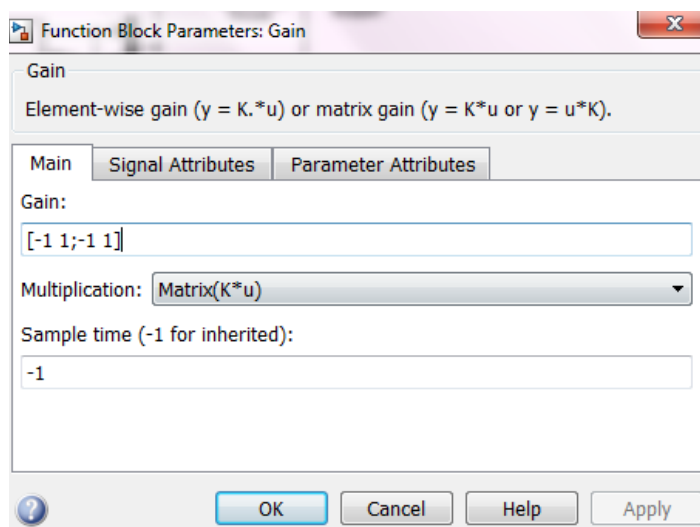 Function Block Parameters: Gain
Gain
Element-wise gain (y = K.*u) or matrix gain (y = K*u or y = u*K).
Main Signal Attributes Parameter Attributes
Gain:
[-1 1;-1 1]
Multiplication: Matrix(K*u)
Sample time (-1 for inherited):
-1
OK Cancel Help Apply